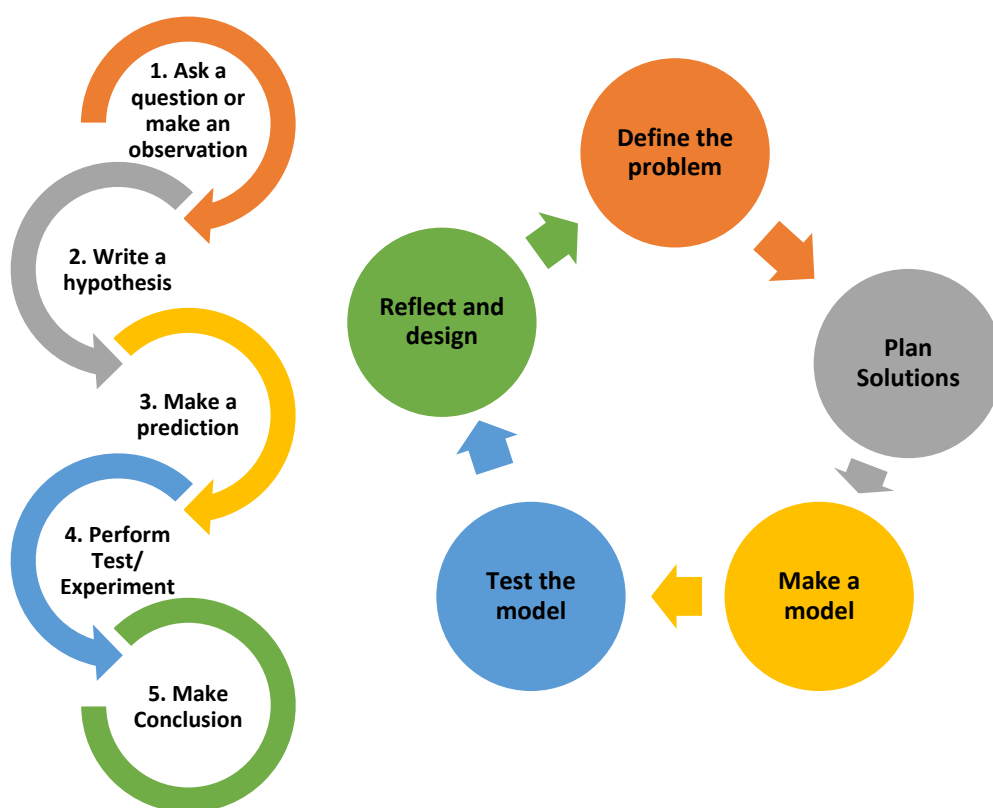 1. Ask a
question or
make an
observation
2. Write a
hypothesis
3. Make a
prediction
4. Perform
Test/
Experiment
5. Make
Conclusion
Define the
problem
Plan
Solutions
Make a
model
Test the
model
Reflect and
design